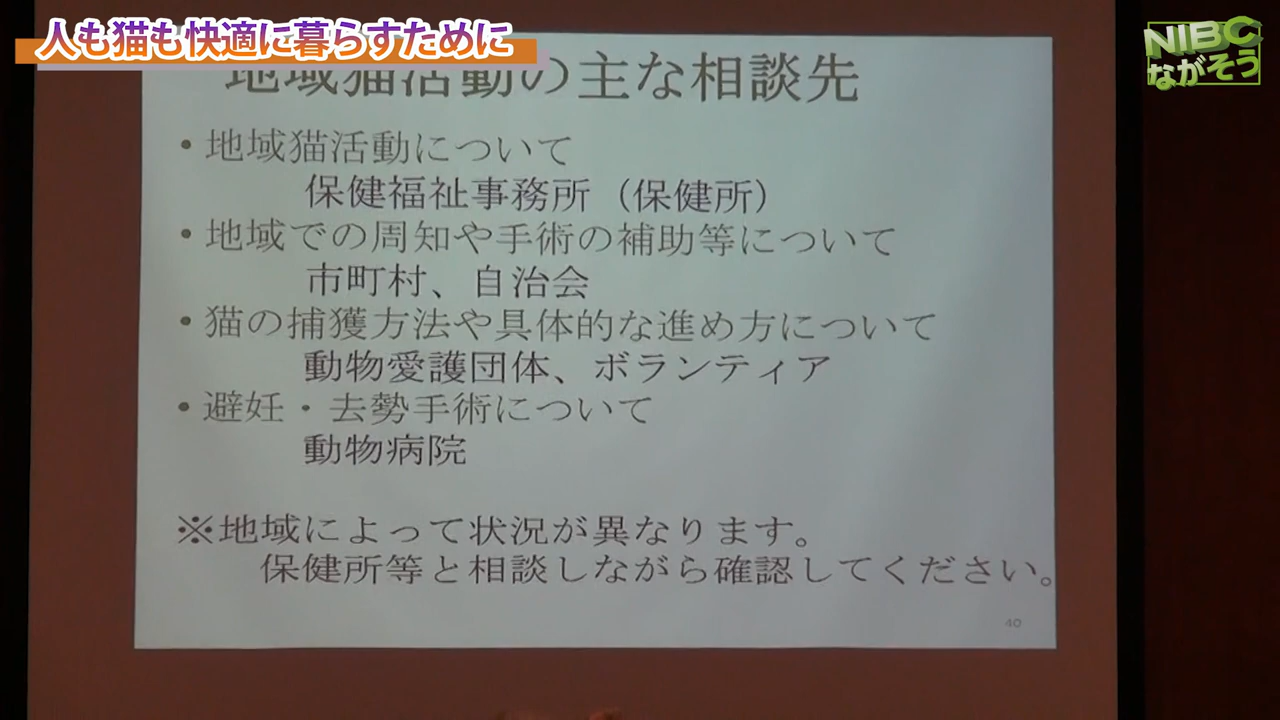 人も猫も快適に暮らすために
NIBC
ながそう
地域猫活動の主な相談先
・地域猫活動について
保健福祉事務所（保健所）
・地域での周知や手術の補助等について
市町村、自治会
・猫の捕獲方法や具体的な進め方について
動物愛護団体、ボランティア
・避妊・去勢手術について
動物病院
※地域によって状況が異なります。
保健所等と相談しながら確認してください。
40